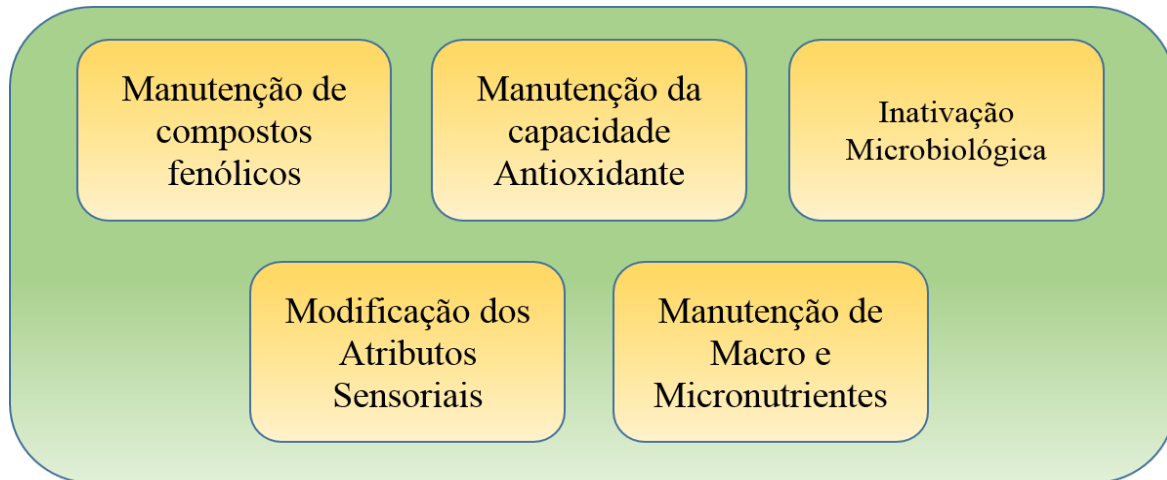 Manutenção de
compostos
fenólicos
Manutenção da
capacidade
Antioxidante
Inativação
Microbiológica
Modificação dos
Atributos
Sensoriais
Manutenção de
Macro e
Micronutrientes